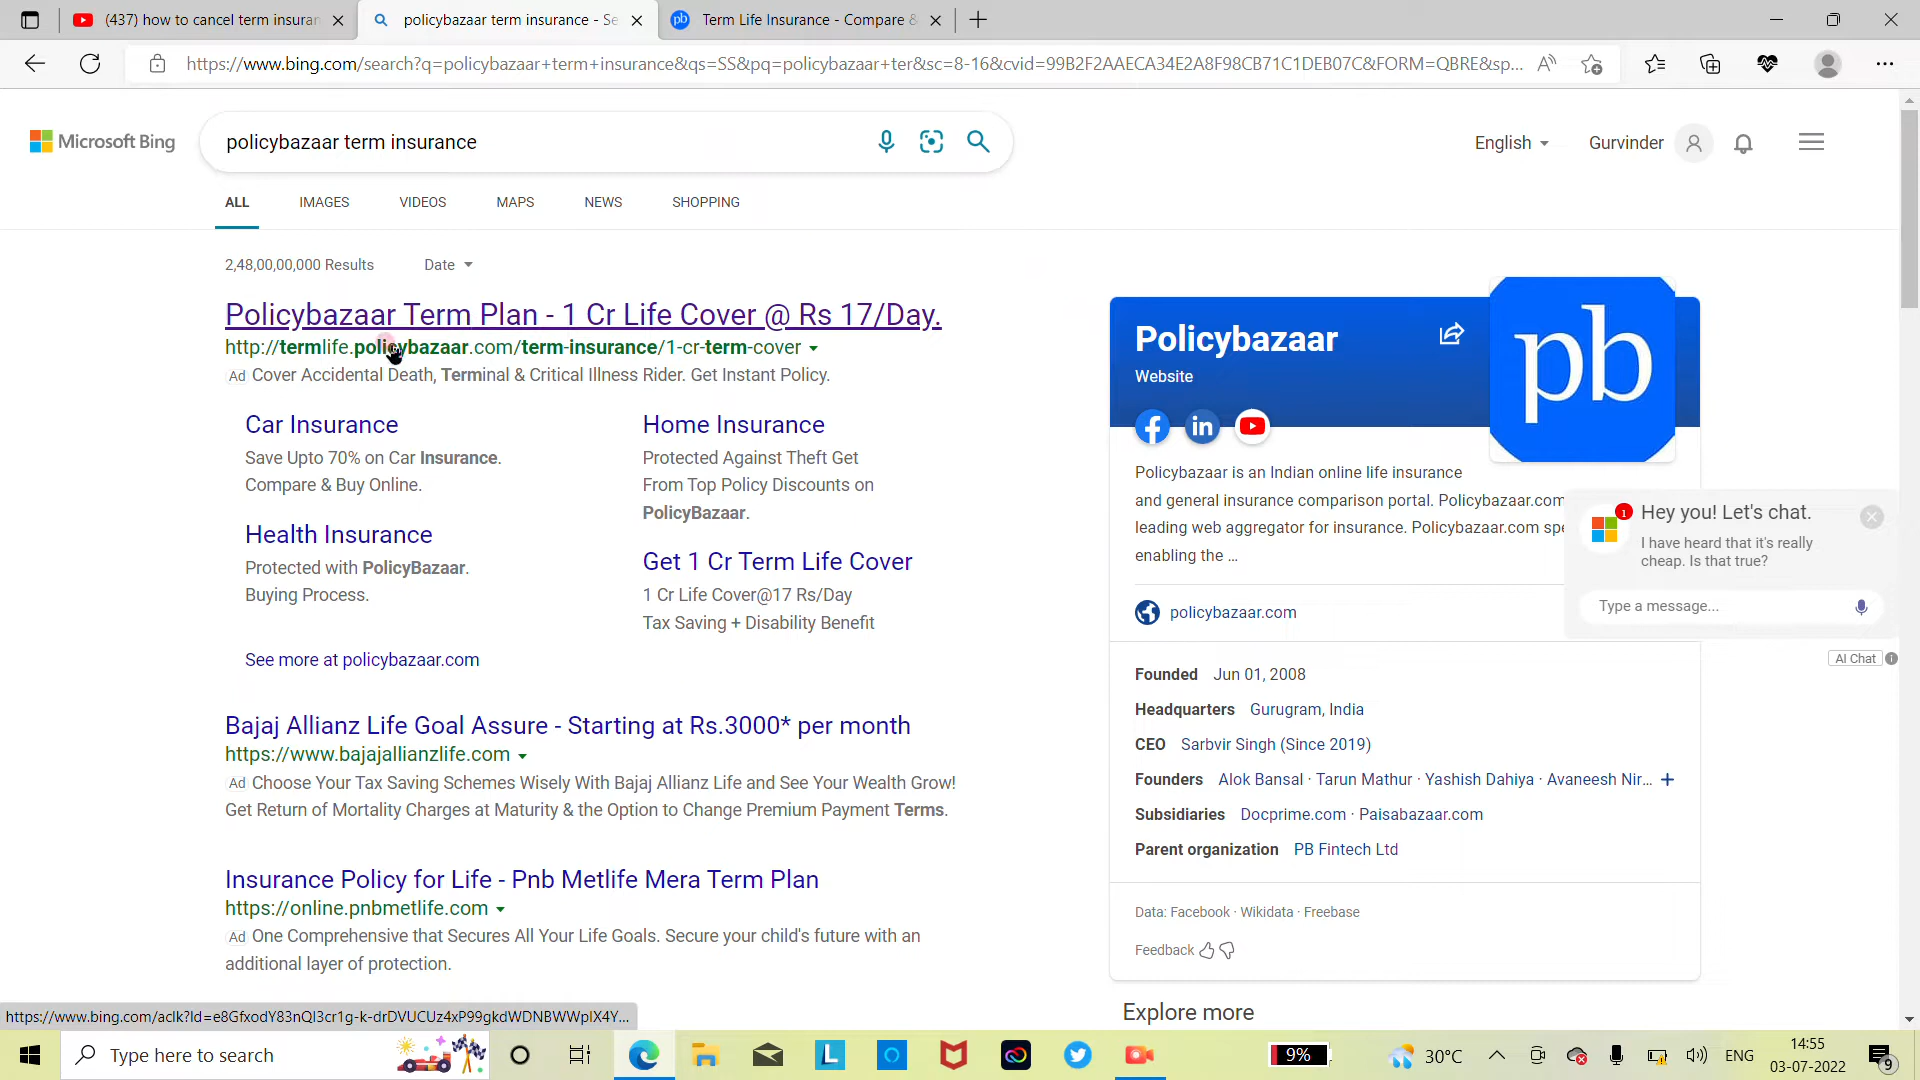 (437) how to cancel term insuran
policybazaar term insurance - Se
pb Term Life Insurance - Compare &
https://www.bing.com/search?q=policybazaar+term+insurance&qs=SS&pq=policybazaar+ter&sc=8-16&cvid=99B2F2AAECA34E2A8F98CB71C1DEB07C&FORM=QBRE&sp...
Microsoft Bing
policybazaar term insurance
English
Gurvinder
ALL
IMAGES
VIDEOS
MAPS
NEWS
SHOPPING
2,48,00,00,000 Results
Date
Policybazaar Term Plan - 1 Cr Life Cover @ Rs 17/Day.
http://termlife.policybazaar.com/term-insurance/1-cr-term-cover
Ad Cover Accidental Death, Terminal & Critical Illness Rider. Get Instant Policy.
Car Insurance
Save Upto 70% on Car Insurance.
Compare & Buy Online.
Health Insurance
Protected with PolicyBazaar.
Buying Process.
Home Insurance
Protected Against Theft Get
From Top Policy Discounts on
PolicyBazaar.
Get 1 Cr Term Life Cover
1 Cr Life Cover@17 Rs/Day
Tax Saving + Disability Benefit
See more at policybazaar.com
Bajaj Allianz Life Goal Assure - Starting at Rs.3000* per month
https://www.bajajallianzlife.com
Ad Choose Your Tax Saving Schemes Wisely With Bajaj Allianz Life and See Your Wealth Grow!
Get Return of Mortality Charges at Maturity & the Option to Change Premium Payment Terms.
Insurance Policy for Life - Pnb Metlife Mera Term Plan
https://online.pnbmetlife.com
Ad One Comprehensive that Secures All Your Life Goals. Secure your child's future with an
additional layer of protection.
Policybazaar
Website
pb
Policybazaar is an Indian online life insurance
and general insurance comparison portal. Policybazaar.com
leading web aggregator for insurance. Policybazaar.com spe
enabling the ...
policybazaar.com
Founded Jun 01, 2008
Headquarters Gurugram, India
CEO Sarbvir Singh (Since 2019)
Founders Alok Bansal · Tarun Mathur · Yashish Dahiya · Avaneesh Nir... +
Subsidiaries Docprime.com · Paisabazaar.com
Parent organization PB Fintech Ltd
Data: Facebook · Wikidata · Freebase
Feedback
Explore more
1
Hey you! Let's chat.
I have heard that it's really
cheap. Is that true?
Type a message...
AI Chat
https://www.bing.com/aclk?ld=e8GfxodY83nQI3cr1g-k-drDVUCUz4xP99gkdWDNBWWpIX4Y...
Type here to search
L
9%
30°C
ENG
14:55
03-07-2022
9